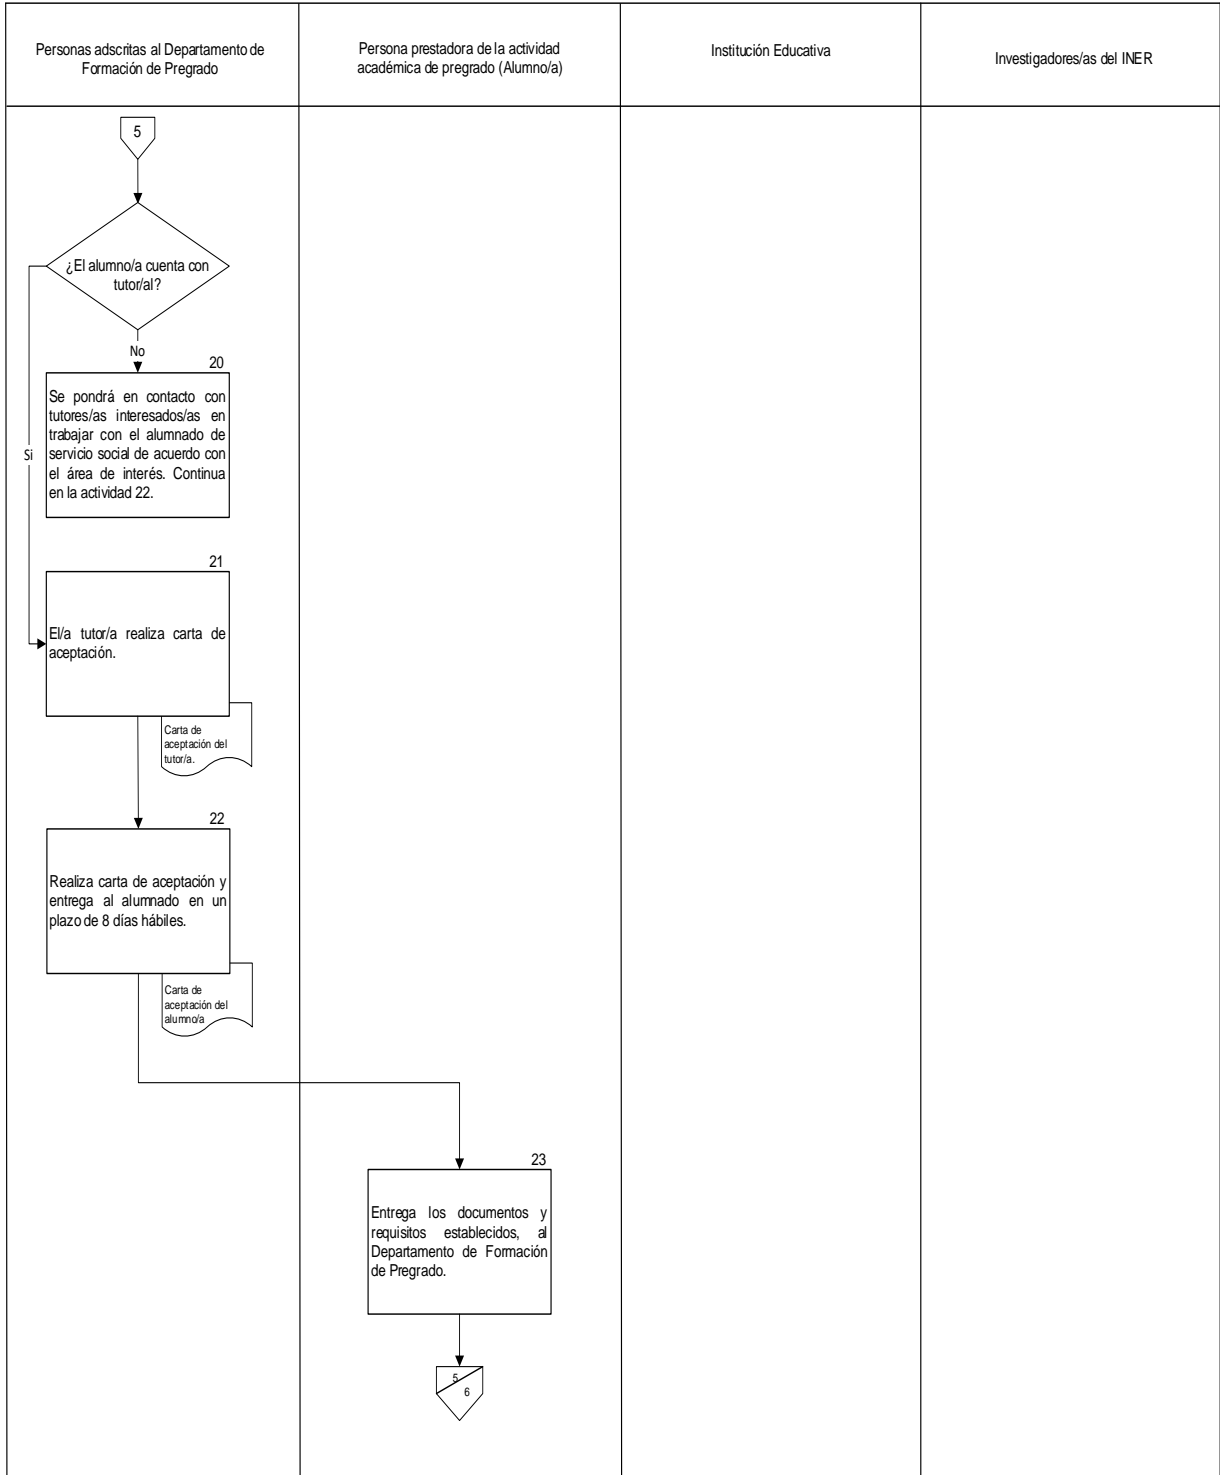 Personas adscritas al Departamento de
Formación de Pregrado
Persona prestadora de la actividad
académica de pregrado (Alumno/a)
Institución Educativa
Investigadores/as del INER
5
¿El alumno/a cuenta con
tutor/al?
No
Si
20
Se pondrá en contacto con
tutores/as interesados/as en
trabajar con el alumnado de
servicio social de acuerdo con
el área de interés. Continua
en la actividad 22.
21
El/a tutor/a realiza carta de
aceptación.
Carta de
aceptación del
tutor/a.
22
Realiza carta de aceptación y
entrega al alumnado en un
plazo de 8 días hábiles.
Carta de
aceptación del
alumno/a
23
Entrega los documentos y
requisitos establecidos, al
Departamento de Formación
de Pregrado.
5
6